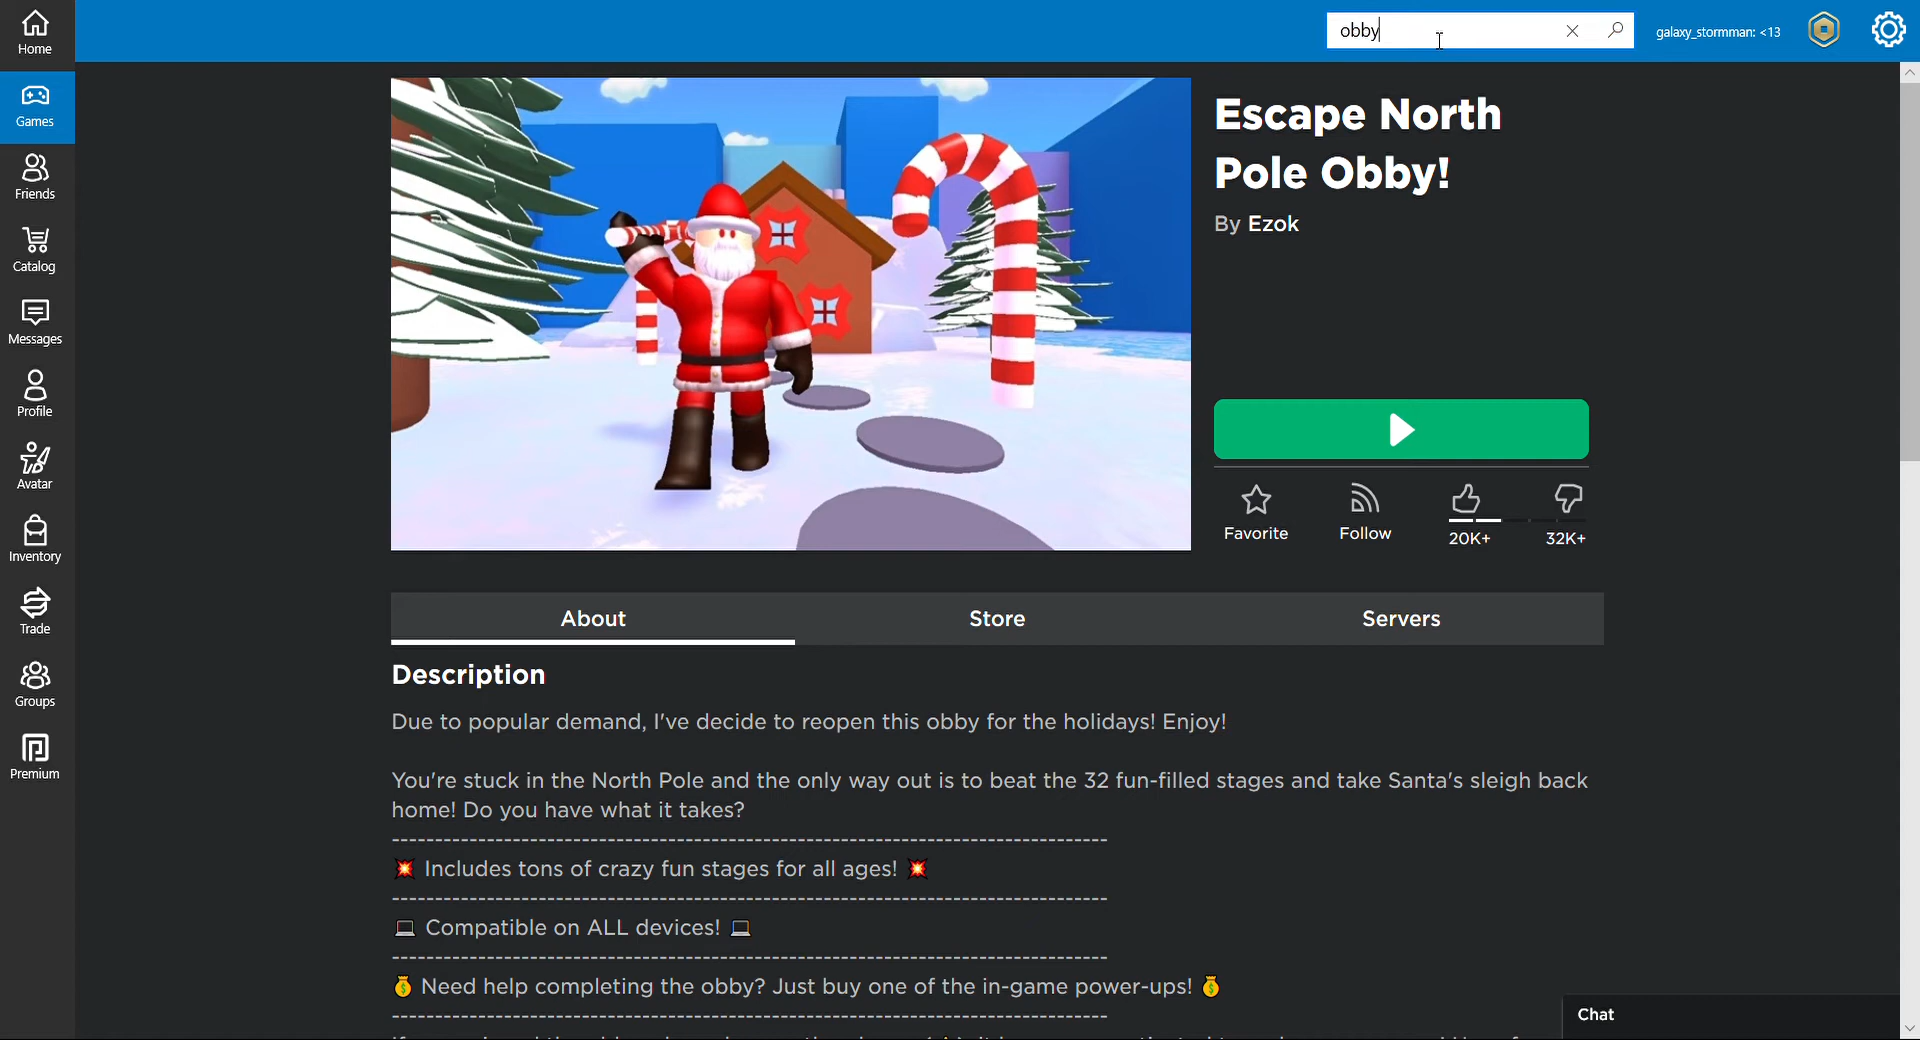 Home
Games
Friends
Catalog
Messages
Profile
Avatar
Inventory
Trade
Groups
Premium
obby
galaxy_stormman: <13
Escape North
Pole Obby!
By Ezok
Favorite
Follow
20K+
32K+
About
Store
Servers
Description
Due to popular demand, I've decide to reopen this obby for the holidays! Enjoy!
You're stuck in the North Pole and the only way out is to beat the 32 fun-filled stages and take Santa's sleigh back
home! Do you have what it takes?
-----------------------------------------------------------------------------------
💥 Includes tons of crazy fun stages for all ages! 💥
-----------------------------------------------------------------------------------
💻 Compatible on ALL devices! 💻
-----------------------------------------------------------------------------------
💰 Need help completing the obby? Just buy one of the in-game power-ups! 💰
-----------------------------------------------------------------------------------
Chat